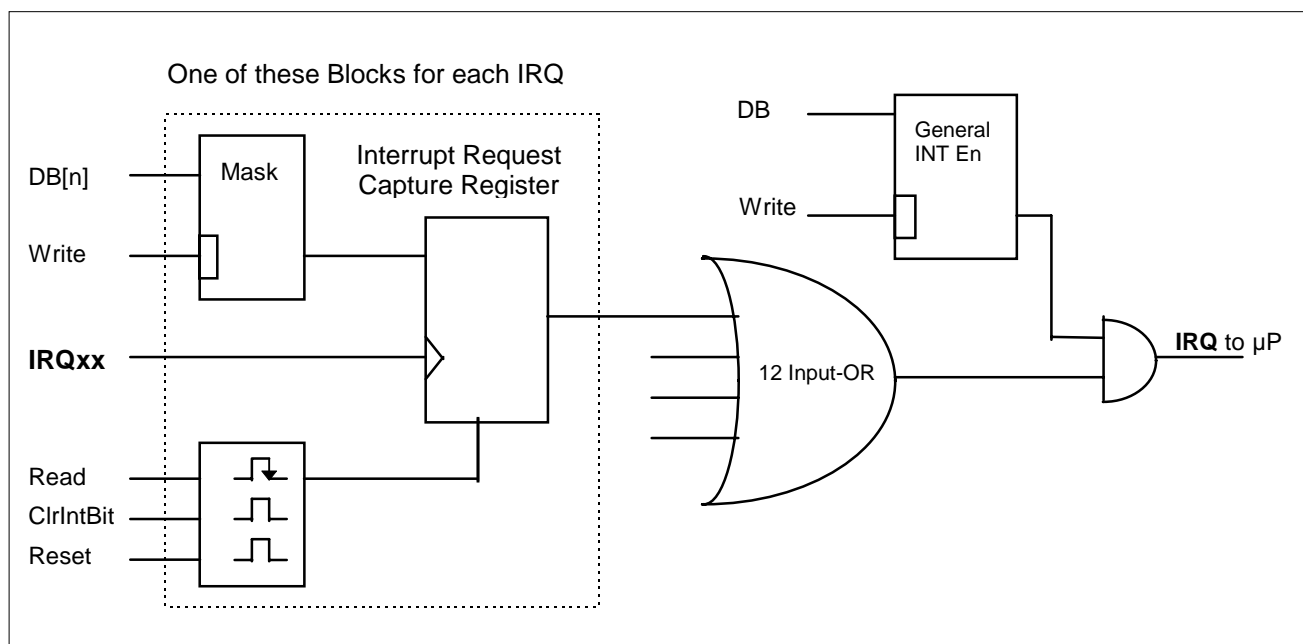 One of these Blocks for each IRQ
DB[n]
Write
Mask
Interrupt Request
Capture Register
IRQxx
Read
ClrIntBit
Reset
12 Input-OR
DB
Write
General
INT En
IRQ to µP